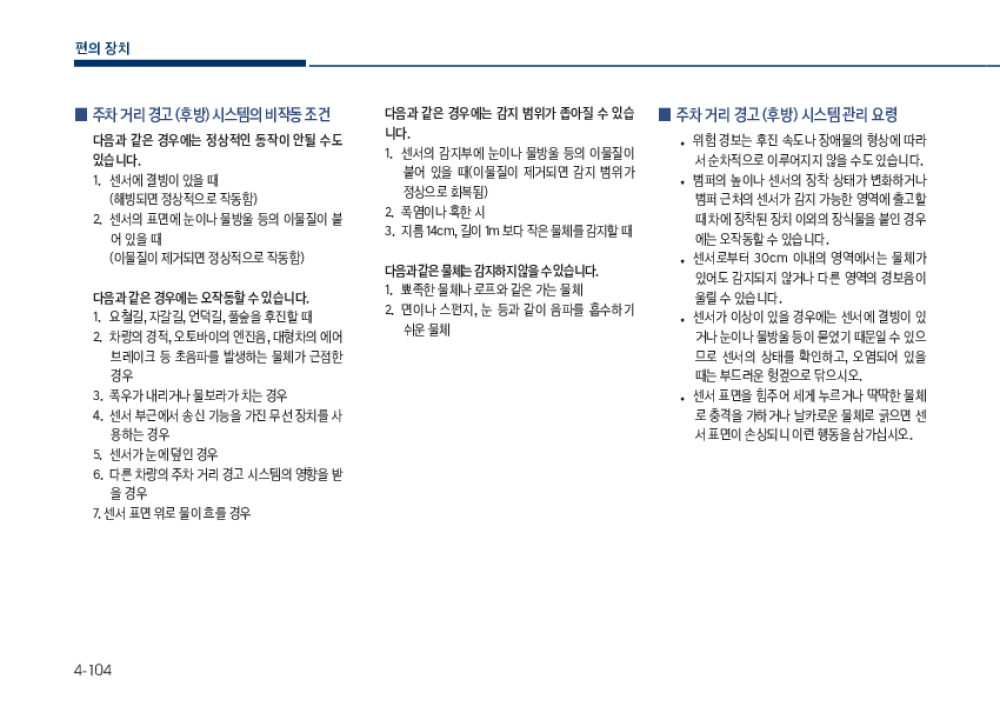 편의 장치
■ 주차 거리 경고 (후방) 시스템의 비작동 조건
다음과 같은 경우에는 정상적인 동작이 안될 수도
있습니다.
1. 센서에 결빙이 있을 때
(해빙되면 정상적으로 작동함)
2. 센서의 표면에 눈이나 물방울 등의 이물질이 붙
어 있을 때
(이물질이 제거되면 정상적으로 작동함)
다음과 같은 경우에는 오작동할 수 있습니다.
1. 요철길, 자갈길, 언덕길, 풀숲을 후진할 때
2. 차량의 경적, 오토바이의 엔진음, 대형차의 에어
브레이크 등 초음파를 발생하는 물체가 근접한
경우
3. 폭우가 내리거나 물보라가 치는 경우
4. 센서 부근에서 송신 기능을 가진 무선 장치를 사
용하는 경우
5. 센서가 눈에 덮인 경우
6. 다른 차량의 주차 거리 경고 시스템의 영향을 받
을 경우
7. 센서 표면 위로 물이 흐를 경우
다음과 같은 경우에는 감지 범위가 좁아질 수 있습
니다.
1. 센서의 감지부에 눈이나 물방울 등의 이물질이
붙어 있을 때(이물질이 제거되면 감지 범위가
정상으로 회복됨)
2. 폭염이나 혹한 시
3. 지름 14cm, 길이 1m 보다 작은 물체를 감지할 때
다음과 같은 물체는 감지하지 않을 수 있습니다.
1. 뾰족한 물체나 로프와 같은 가는 물체
2. 면이나 스펀지, 눈 등과 같이 음파를 흡수하기
쉬운 물체
■ 주차 거리 경고 (후방) 시스템 관리 요령
• 위험 경보는 후진 속도나 장애물의 형상에 따라
서 순차적으로 이루어지지 않을 수도 있습니다.
• 범퍼의 높이나 센서의 장착 상태가 변화하거나
범퍼 근처의 센서가 감지 가능한 영역에 출고할
때 차에 장착된 장치 이외의 장식물을 붙인 경우
에는 오작동할 수 있습니다.
• 센서로부터 30cm 이내의 영역에서는 물체가
있어도 감지되지 않거나 다른 영역의 경보음이
울릴 수 있습니다.
• 센서가 이상이 있을 경우에는 센서에 결빙이 있
거나 눈이나 물방울 등이 묻었기 때문일 수 있으
므로 센서의 상태를 확인하고, 오염되어 있을
때는 부드러운 헝겊으로 닦으시오.
• 센서 표면을 힘주어 세게 누르거나 딱딱한 물체
로 충격을 가하거나 날카로운 물체로 긁으면 센
서 표면이 손상되니 이런 행동을 삼가십시오.
4-104